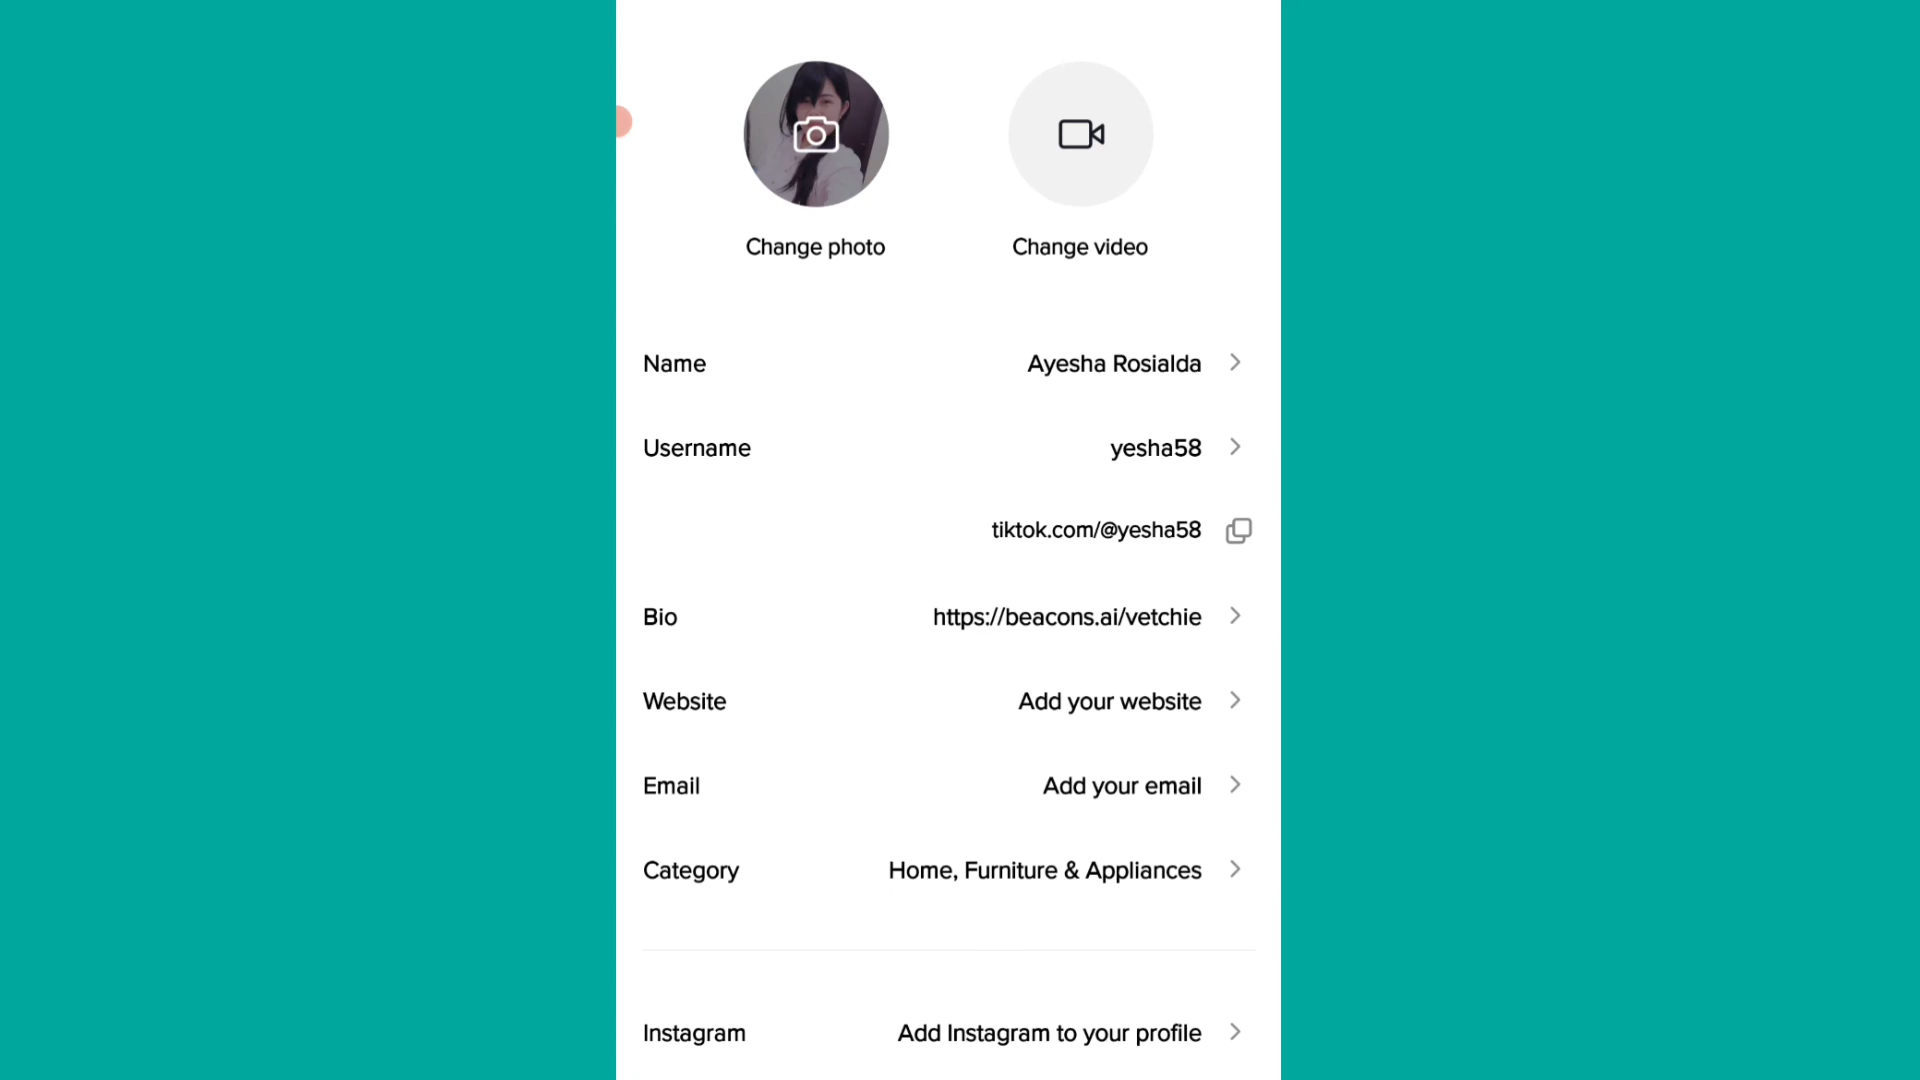 Change photo
Change video
Name Ayesha Rosialda
Username yesha58
tiktok.com/@yesha58
Bio https://beacons.ai/vetchie
Website Add your website
Email Add your email
Category Home, Furniture & Appliances
Instagram Add Instagram to your profile